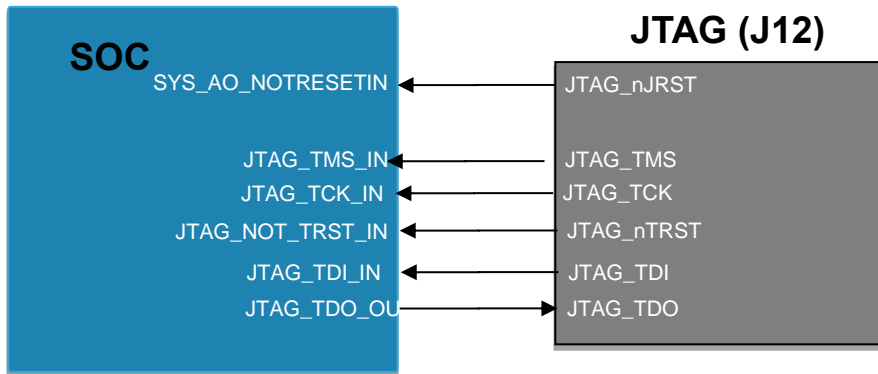 JTAG (J12)
SOC
SYS_AO_NOTRESETIN JTAG_nJRST
JTAG_TMS_IN JTAG_TMS
JTAG_TCK_IN JTAG_TCK
JTAG_NOT_TRST_IN JTAG_nTRST
JTAG_TDI_IN JTAG_TDI
JTAG_TDO_OU JTAG_TDO